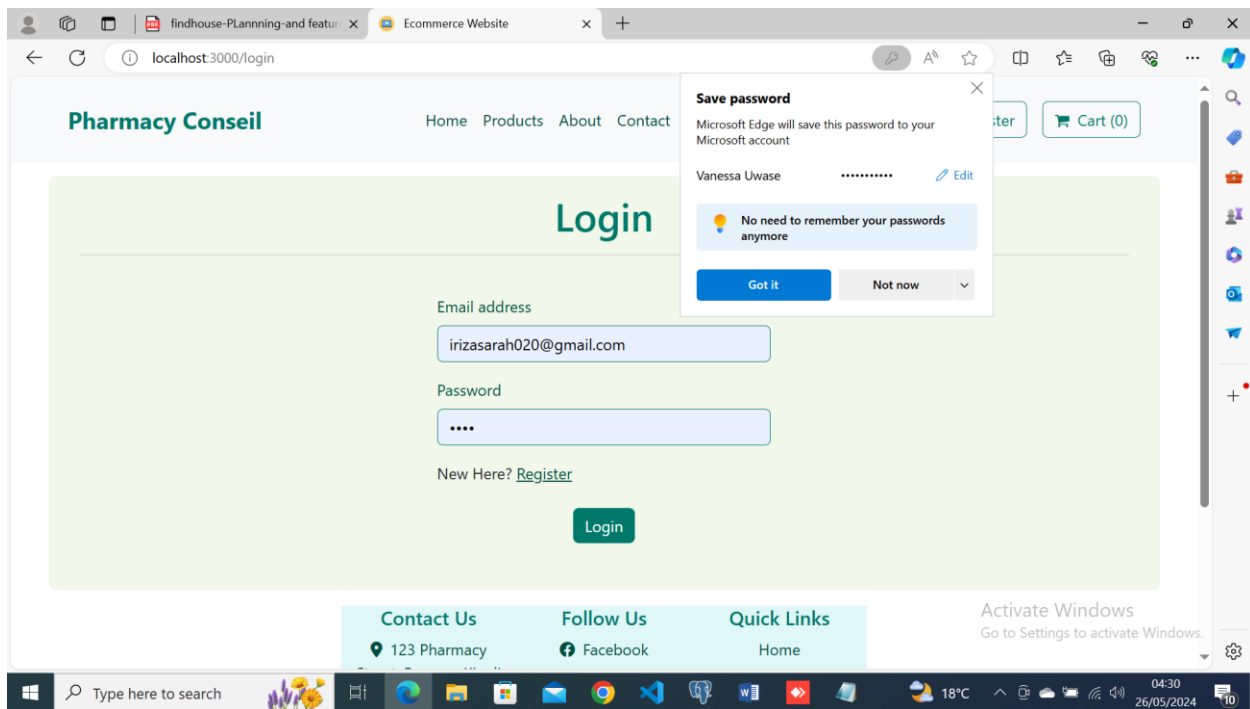 findhouse-PLannning-and featur
Ecommerce Website
localhost:3000/login
Pharmacy Conseil
Home Products About Contact
Cart (0)
Save password
Microsoft Edge will save this password to your
Microsoft account
Vanessa Uwase ••••••••••• Edit
No need to remember your passwords
anymore
Got it
Not now
Login
Email address
irizasarah020@gmail.com
Password
••••
New Here? Register
Login
Contact Us
123 Pharmacy
Follow Us
Facebook
Quick Links
Home
Activate Windows
Go to Settings to activate Windows.
Type here to search
18°C
04:30
26/05/2024
10